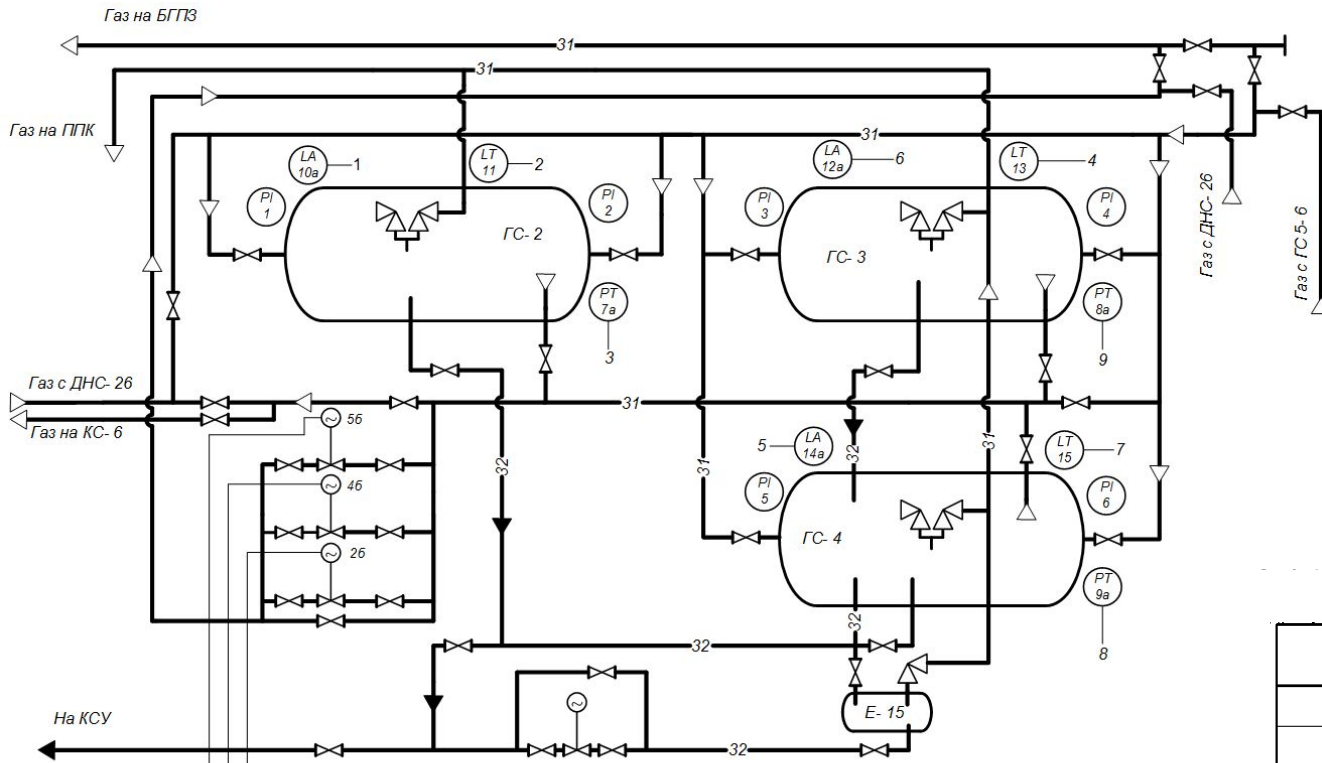 Газ на БГПЗ
31
31
Газ на ППК
31
LA
10а
1
LT
11
2
LA
12а
6
LT
13
4
PI
1
PI
2
PI
3
PI
4
ГС- 2
ГС- 3
Газ с ДНС- 26
Газ с ГС 5- 6
PT
7а
3
PT
8а
9
Газ с ДНС- 26
31
Газ на КС- 6
5б
4б
2б
32
31
5
LA
14а
32
31
LT
15
7
PI
5
PI
6
ГС- 4
PT
9а
8
32
32
Е- 15
На КСУ
32